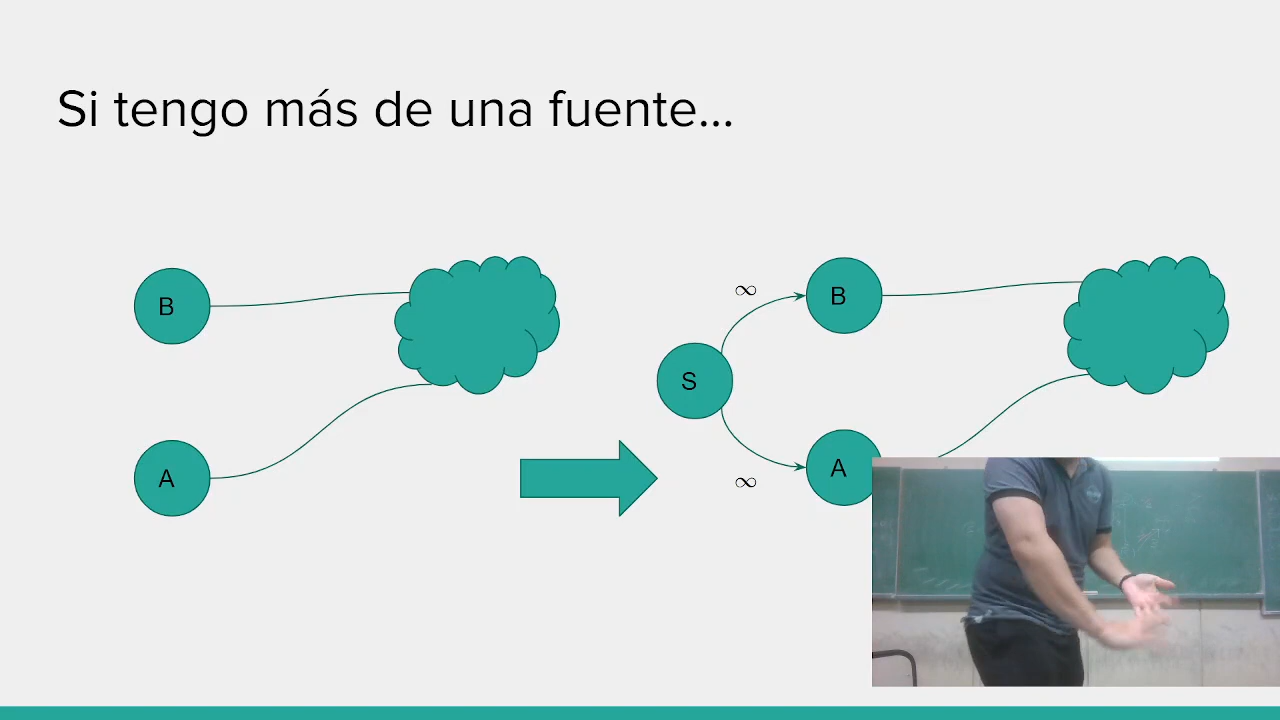 Si tengo más de una fuente...
B
A
∞
B
S
A
∞